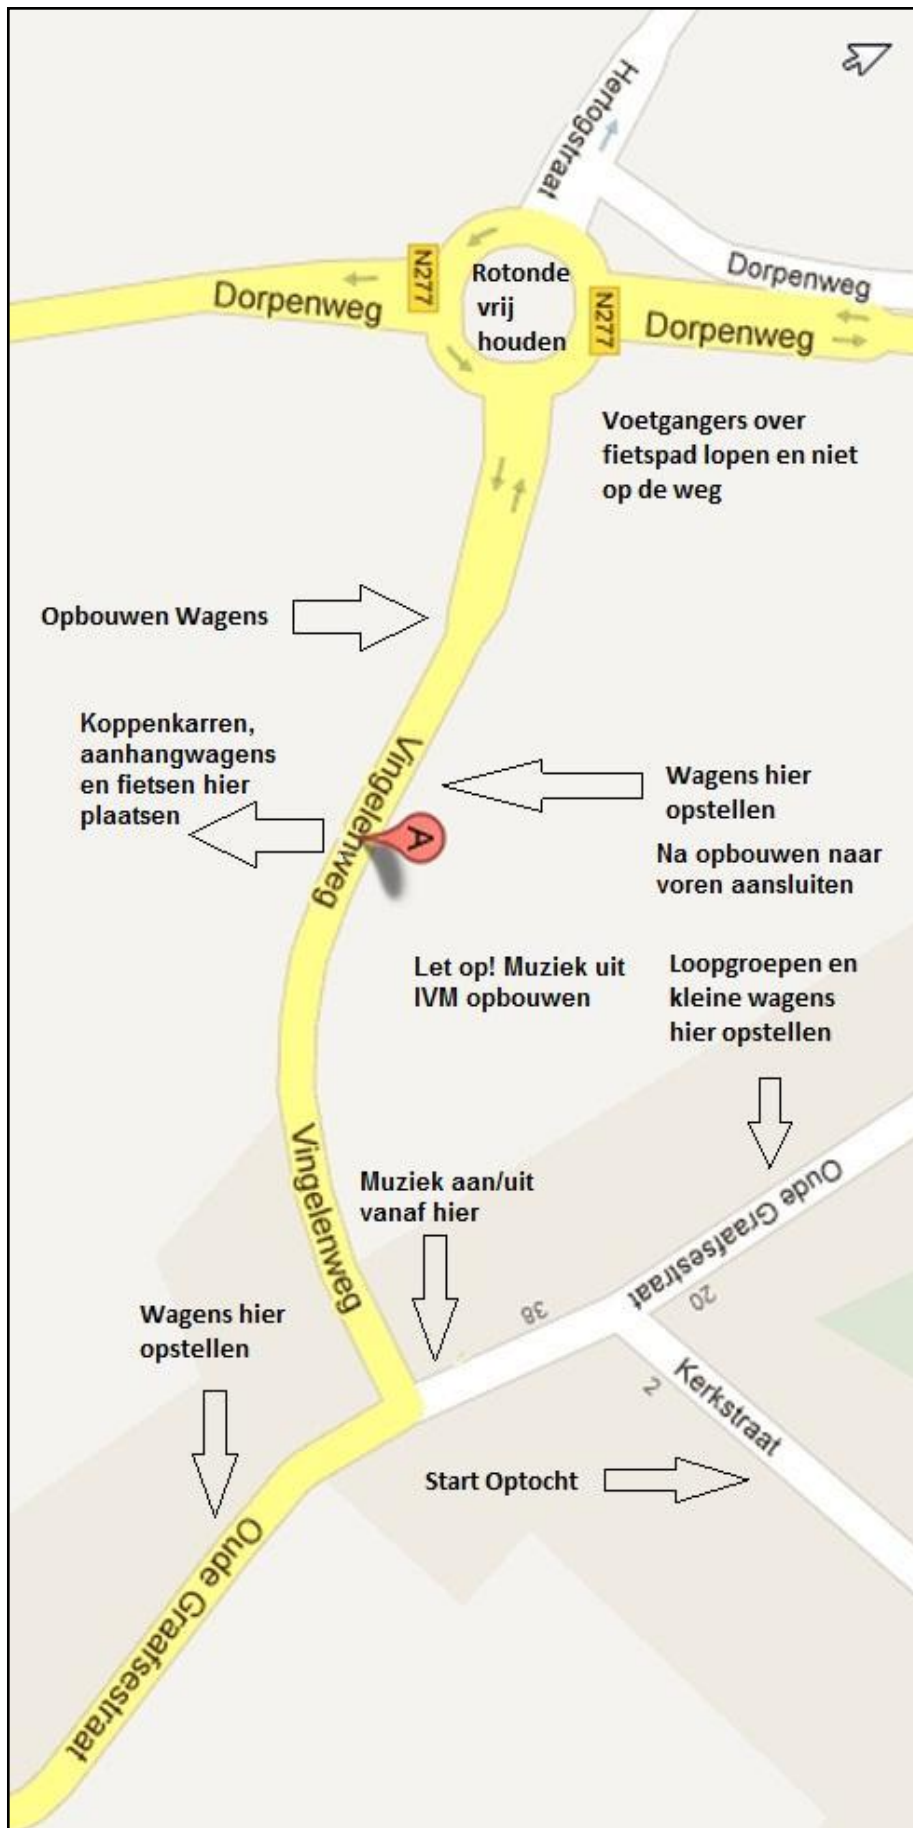 Hertogstraat
Dorpenweg
N277
Dorpenweg
Rotonde
vrij
houden
N277
Dorpenweg
Voetgangers over
fietspad lopen en niet
op de weg
Opbouwen Wagens
Koppenkarren,
aanhangwagens
en fietsen hier
plaatsen
Vingelenweg
A
Wagens hier
opstellen
Na opbouwen naar
voren aansluiten
Let op! Muziek uit
IVM opbouwen
Loopgroepen en
kleine wagens
hier opstellen
Vingelenweg
Muziek aan/uit
vanaf hier
Oude Graafsestraat
38
20
Wagens hier
opstellen
2
Kerkstraat
Start Optocht
Oude Graafsestraat